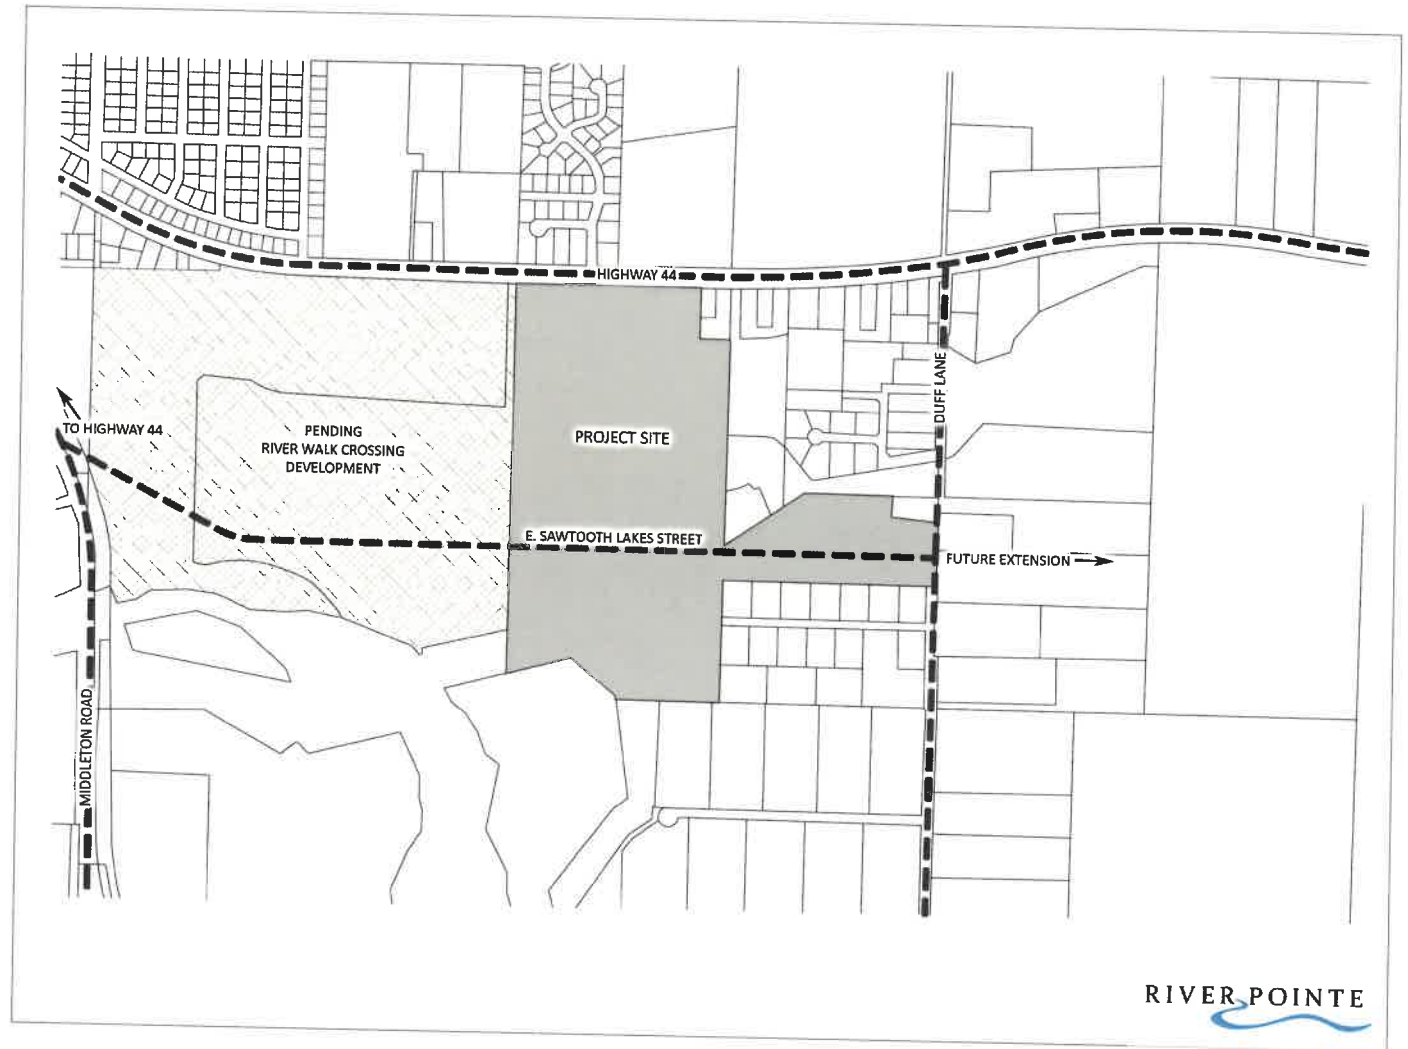 HIGHWAY 44
DUFF LANE
TO HIGHWAY 44
PENDING
RIVER WALK CROSSING
DEVELOPMENT
PROJECT SITE
E. SAWTOOTH LAKES STREET
FUTURE EXTENSION
MIDDLETON ROAD
RIVER POINTE